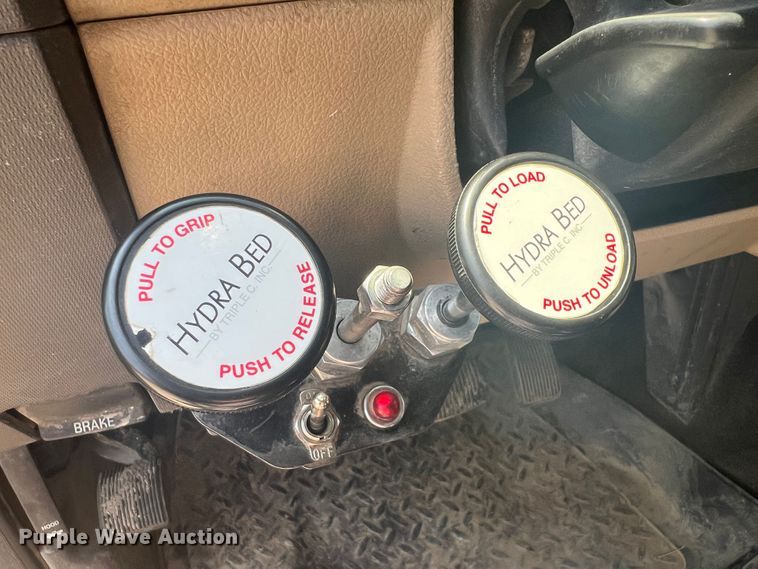 PULL TO GRIP
HYDRA BED
BY TRIPLE C, INC.
PUSH TO RELEASE
PULL TO LOAD
HYDRA BED
BY TRIPLE C, INC.
PUSH TO UNLOAD
OFF
BRAKE
HOOD
Purple Wave Auction